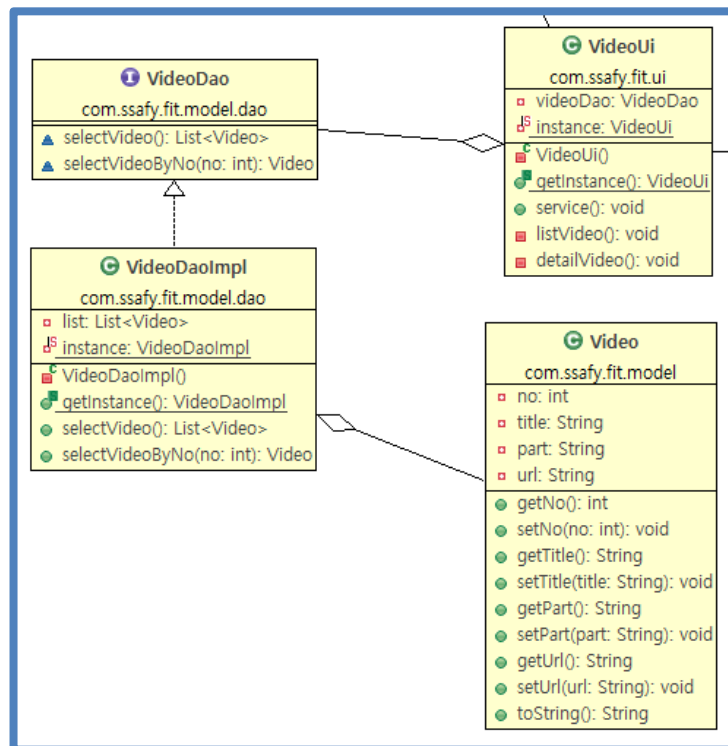 VideoDao
com.ssafy.fit.model.dao
selectVideo(): List<Video>
selectVideoByNo(no: int): Video
VideoUi
com.ssafy.fit.ui
videoDao: VideoDao
instance: VideoUi
VideoUi()
getInstance(): VideoUi
service(): void
listVideo(): void
detailVideo(): void
VideoDaoImpl
com.ssafy.fit.model.dao
list: List<Video>
instance: VideoDaoImpl
VideoDaoImpl()
getInstance(): VideoDaoImpl
selectVideo(): List<Video>
selectVideoByNo(no: int): Video
Video
com.ssafy.fit.model
no: int
title: String
part: String
url: String
getNo(): int
setNo(no: int): void
getTitle(): String
setTitle(title: String): void
getPart(): String
setPart(part: String): void
getUrl(): String
setUrl(url: String): void
toString(): String